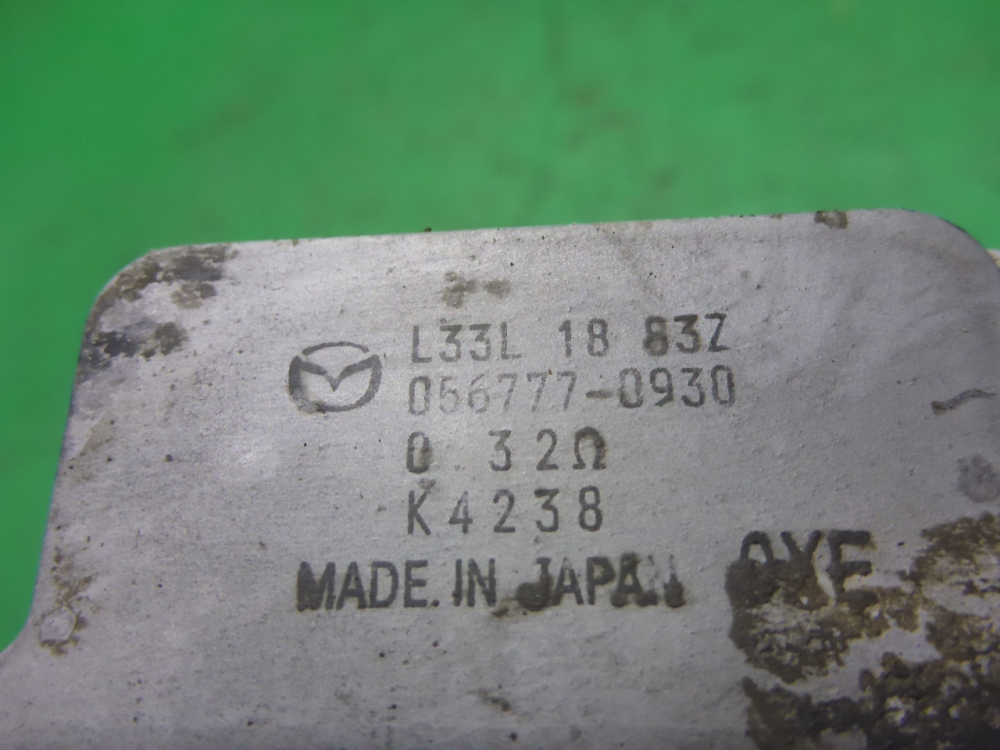 L33L 18 83Z
056777-0930
0.32Ω
K4238
MADE IN JAPAN